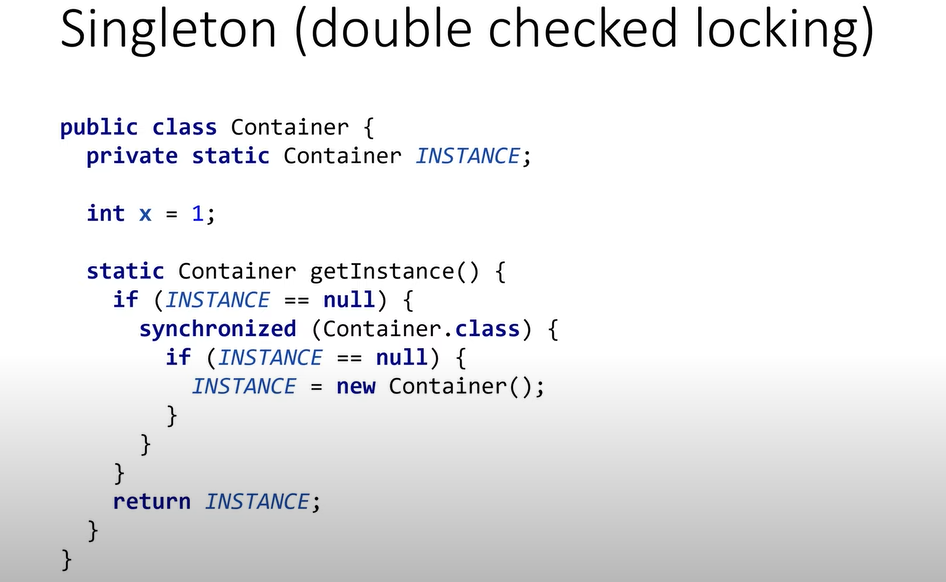 Singleton (double checked locking)
public class Container {
private static Container INSTANCE;
int x = 1;
static Container getInstance() {
if (INSTANCE == null) {
synchronized (Container.class) {
if (INSTANCE == null) {
INSTANCE = new Container();
}
}
}
return INSTANCE;
}
}